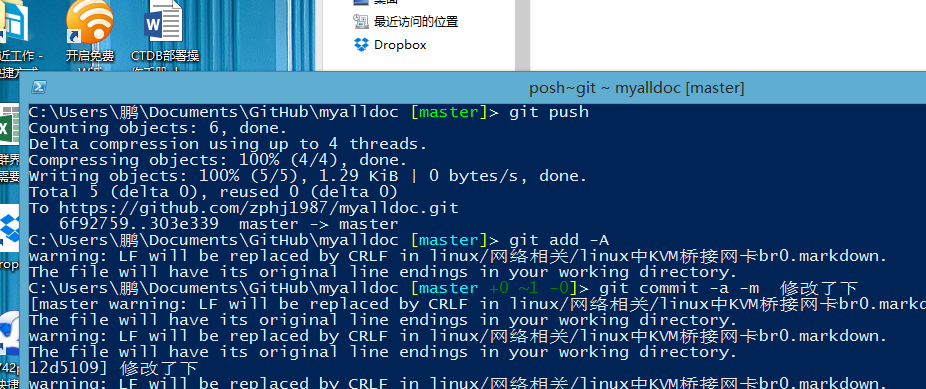 桌面
最近访问的位置
Dropbox
近工作 -
快捷方式
开启免费
WiFi
CTDB部署操
posh~git ~ myalldoc [master]
C:\Users\鹏\Documents\GitHub\myalldoc [master]> git push
Counting objects: 6, done.
Delta compression using up to 4 threads.
Compressing objects: 100% (4/4), done.
Writing objects: 100% (5/5), 1.29 KiB | 0 bytes/s, done.
Total 5 (delta 0), reused 0 (delta 0)
To https://github.com/zphj1987/myalldoc.git
6f92759..303e339  master -> master
C:\Users\鹏\Documents\GitHub\myalldoc [master]> git add -A
warning: LF will be replaced by CRLF in linux/网络相关/linux中KVM桥接网卡br0.markdown.
The file will have its original line endings in your working directory.
C:\Users\鹏\Documents\GitHub\myalldoc [master +0 ~1 -0]> git commit -a -m  修改了下
[master warning: LF will be replaced by CRLF in linux/网络相关/linux中KVM桥接网卡br0.markdo
The file will have its original line endings in your working directory.
warning: LF will be replaced by CRLF in linux/网络相关/linux中KVM桥接网卡br0.markdown.
The file will have its original line endings in your working directory.
12d5109] 修改了下
warning: LF will be replaced by CRLF in linux/网络相关/linux中KVM桥接网卡br0.markdown.
群界
需要
rop
742p
快捷